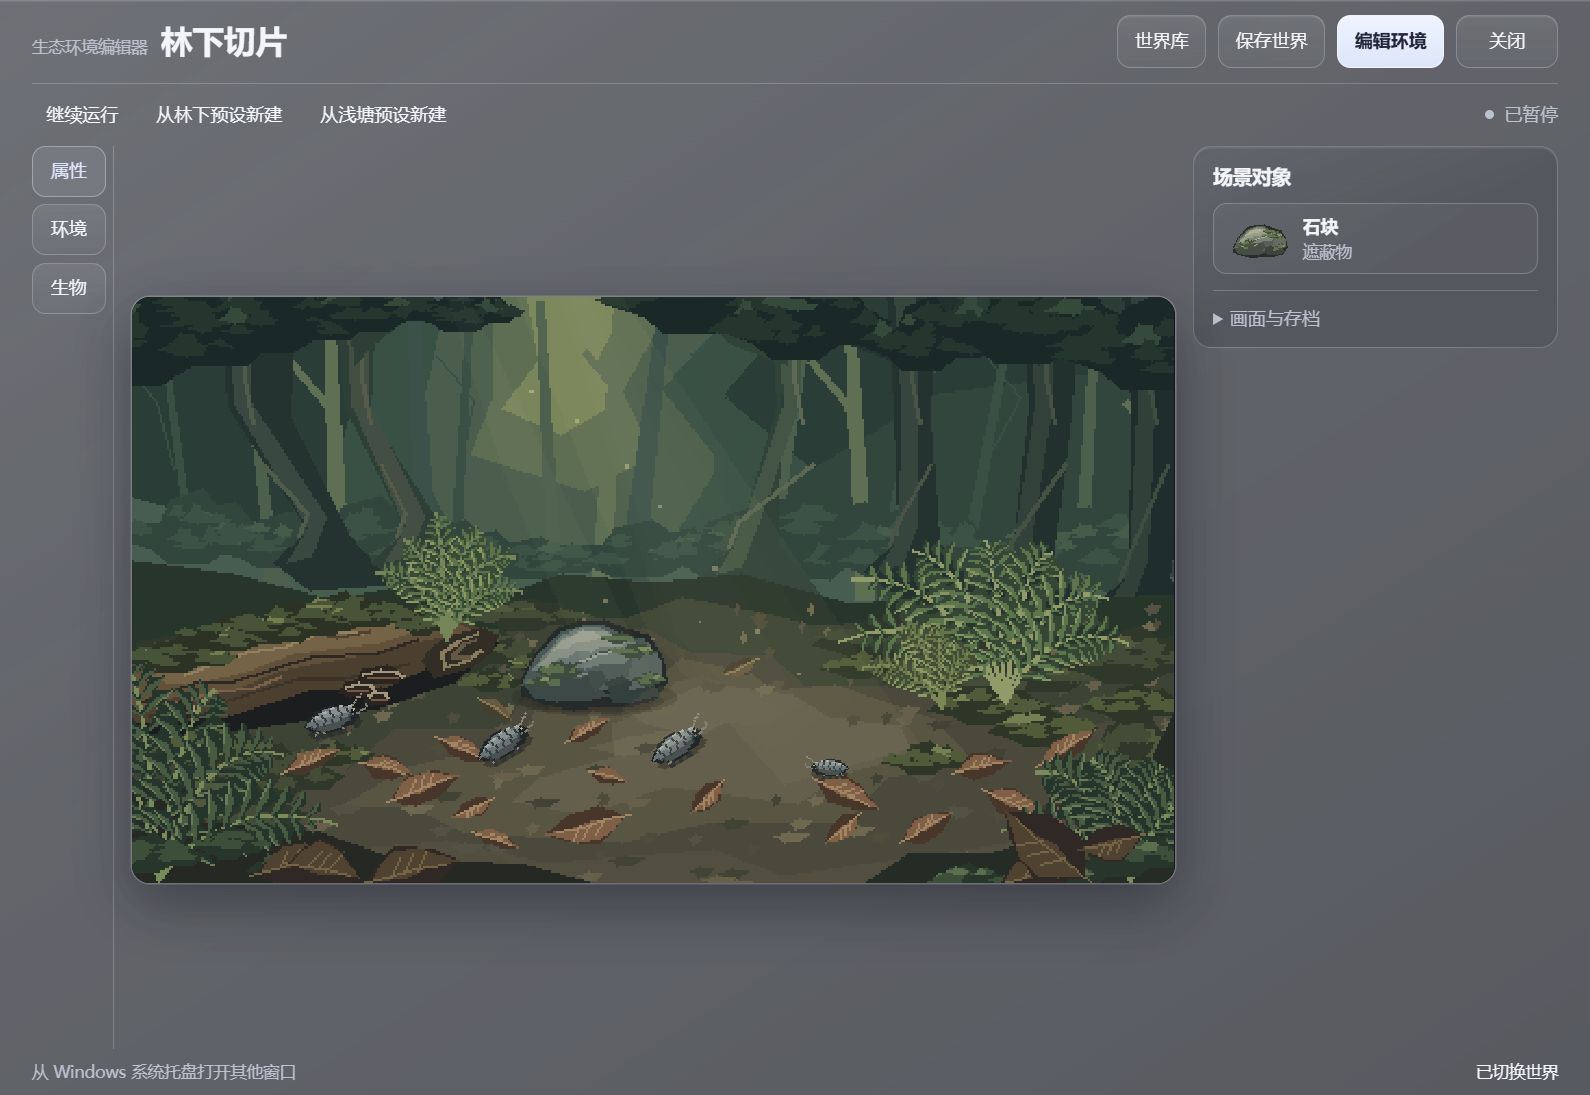 生态环境编辑器 林下切片
世界库 保存世界 编辑环境 关闭
继续运行 从林下预设新建 从浅塘预设新建
已暂停
属性
环境
生物
场景对象
石块
遮蔽物
画面与存档
从 Windows 系统托盘打开其他窗口
已切换世界